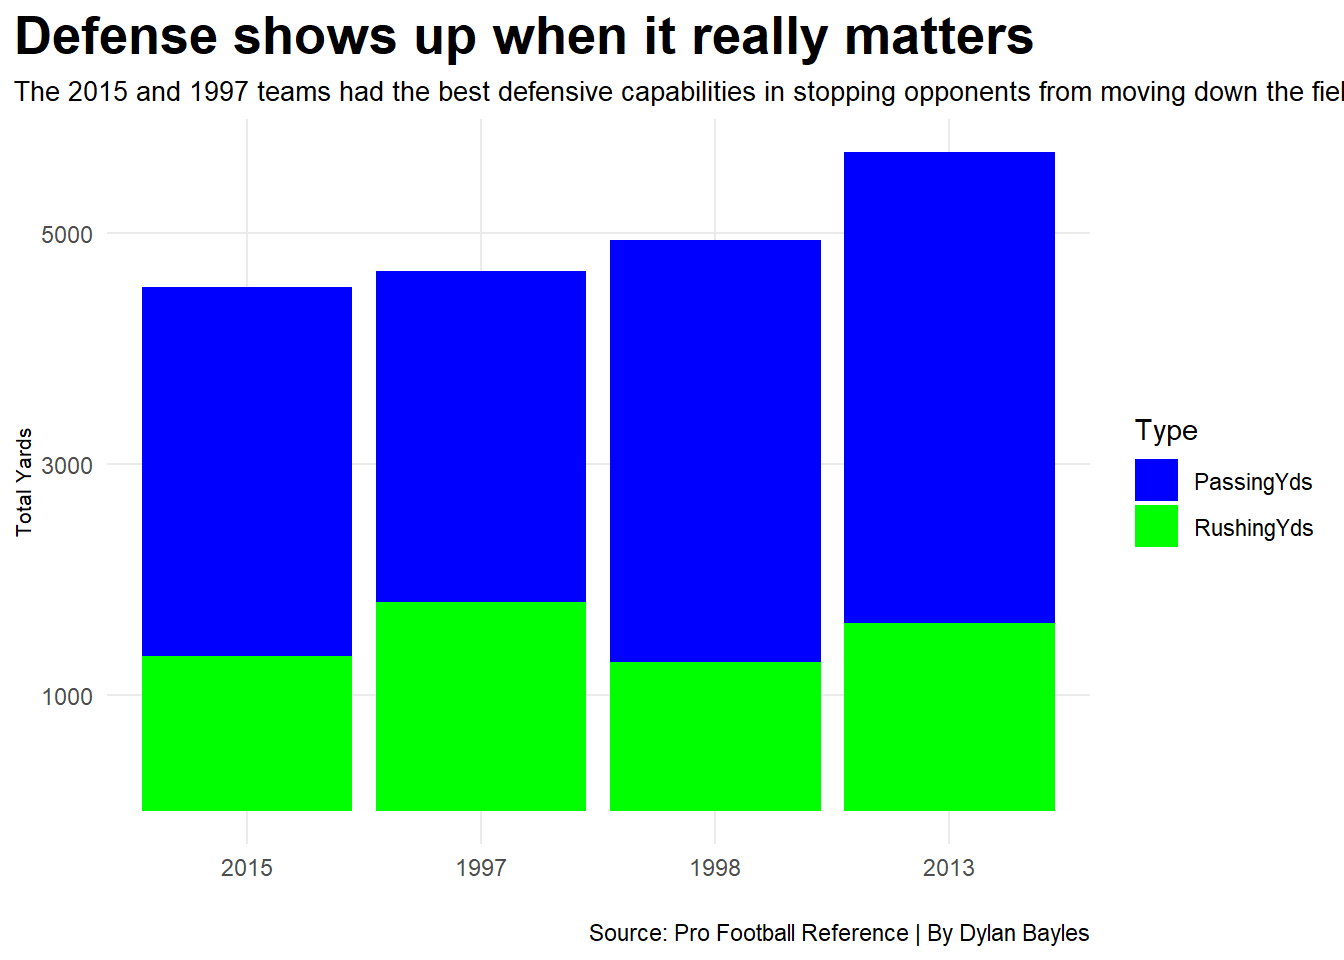 Defense shows up when it really matters
The 2015 and 1997 teams had the best defensive capabilities in stopping opponents from moving down the fiel
5000
3000
1000
Total Yards
Type
PassingYds
RushingYds
2015 1997 1998 2013
Source: Pro Football Reference | By Dylan Bayles